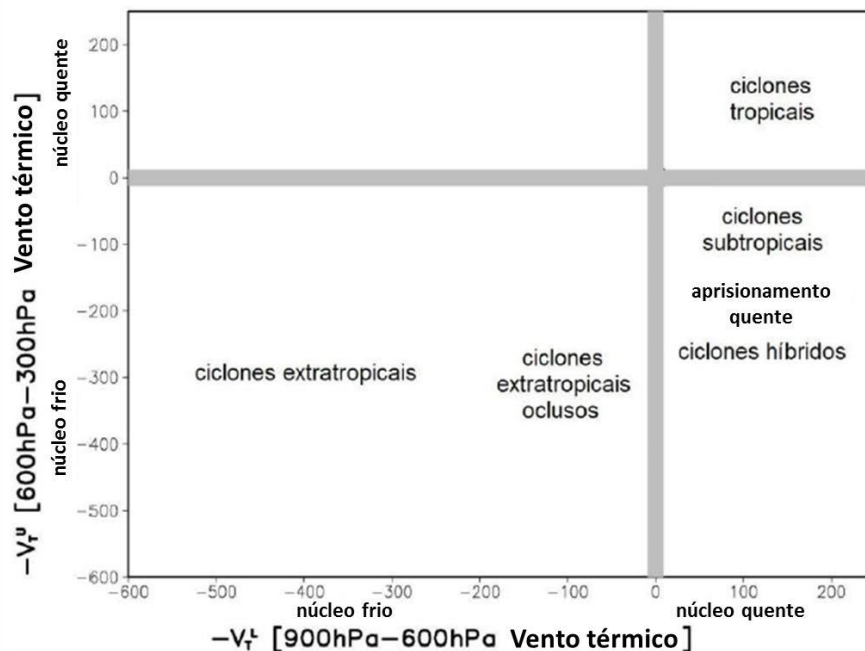 200
100
0
-100
-200
-300
-400
-500
-600
-V_T^U [600hPa-300hPa Vento térmico]
núcleo quente
núcleo frio
ciclones
tropicais
ciclones
subtropicais
aprisionamento
quente
ciclones híbridos
ciclones extratropicais
ciclones
extratropicais
oclusos
-600
-500
-400
-300
-200
-100
0
100
200
núcleo frio
núcleo quente
-V_T^L [900hPa-600hPa Vento térmico]